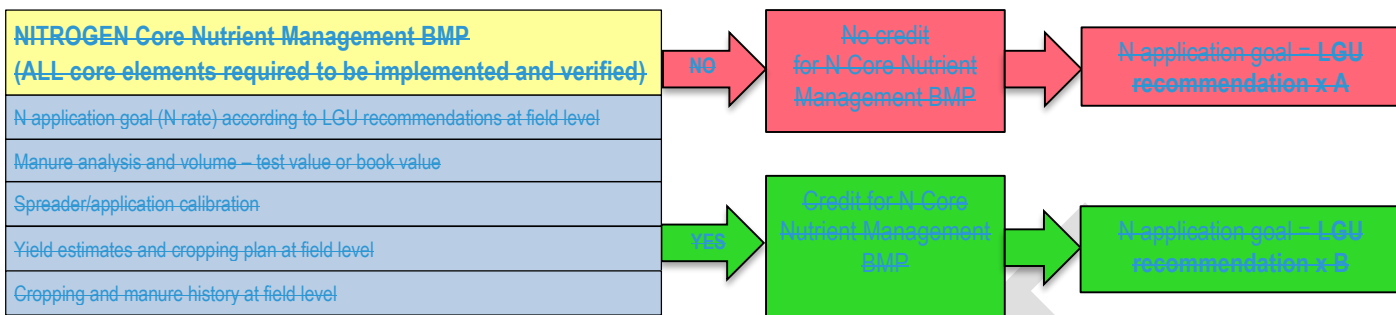 NITROGEN Core Nutrient Management BMP
(ALL core elements required to be implemented and verified)
N application goal (N rate) according to LGU recommendations at field level
Manure analysis and volume – test value or book value
Spreader/application calibration
Yield estimates and cropping plan at field level
Cropping and manure history at field level
NO
No credit
for N Core Nutrient
Management BMP
N application goal = LGU
recommendation x A
YES
Credit for N Core
Nutrient Management
BMP
N application goal = LGU
recommendation x B